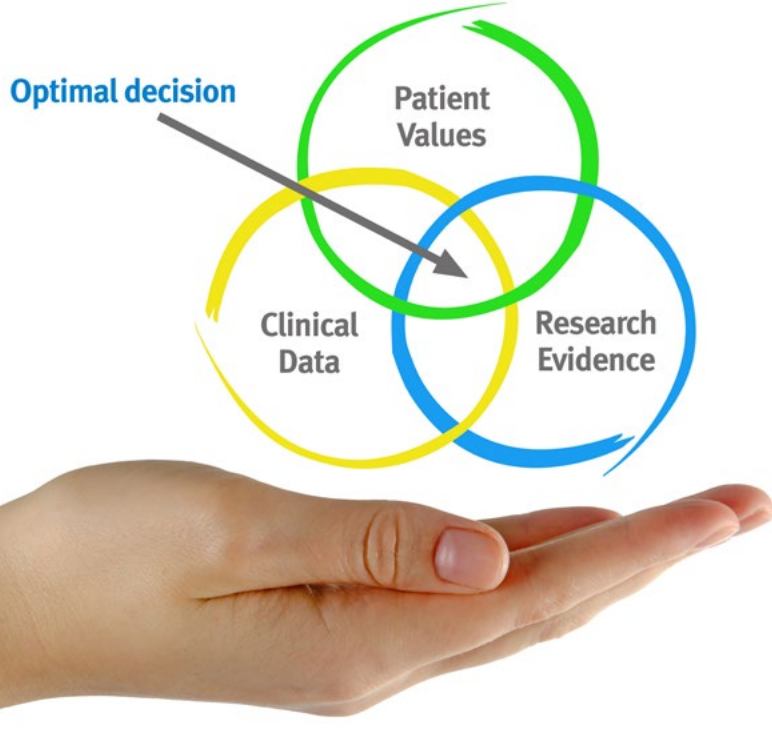 Optimal decision
Patient
Values
Clinical
Data
Research
Evidence